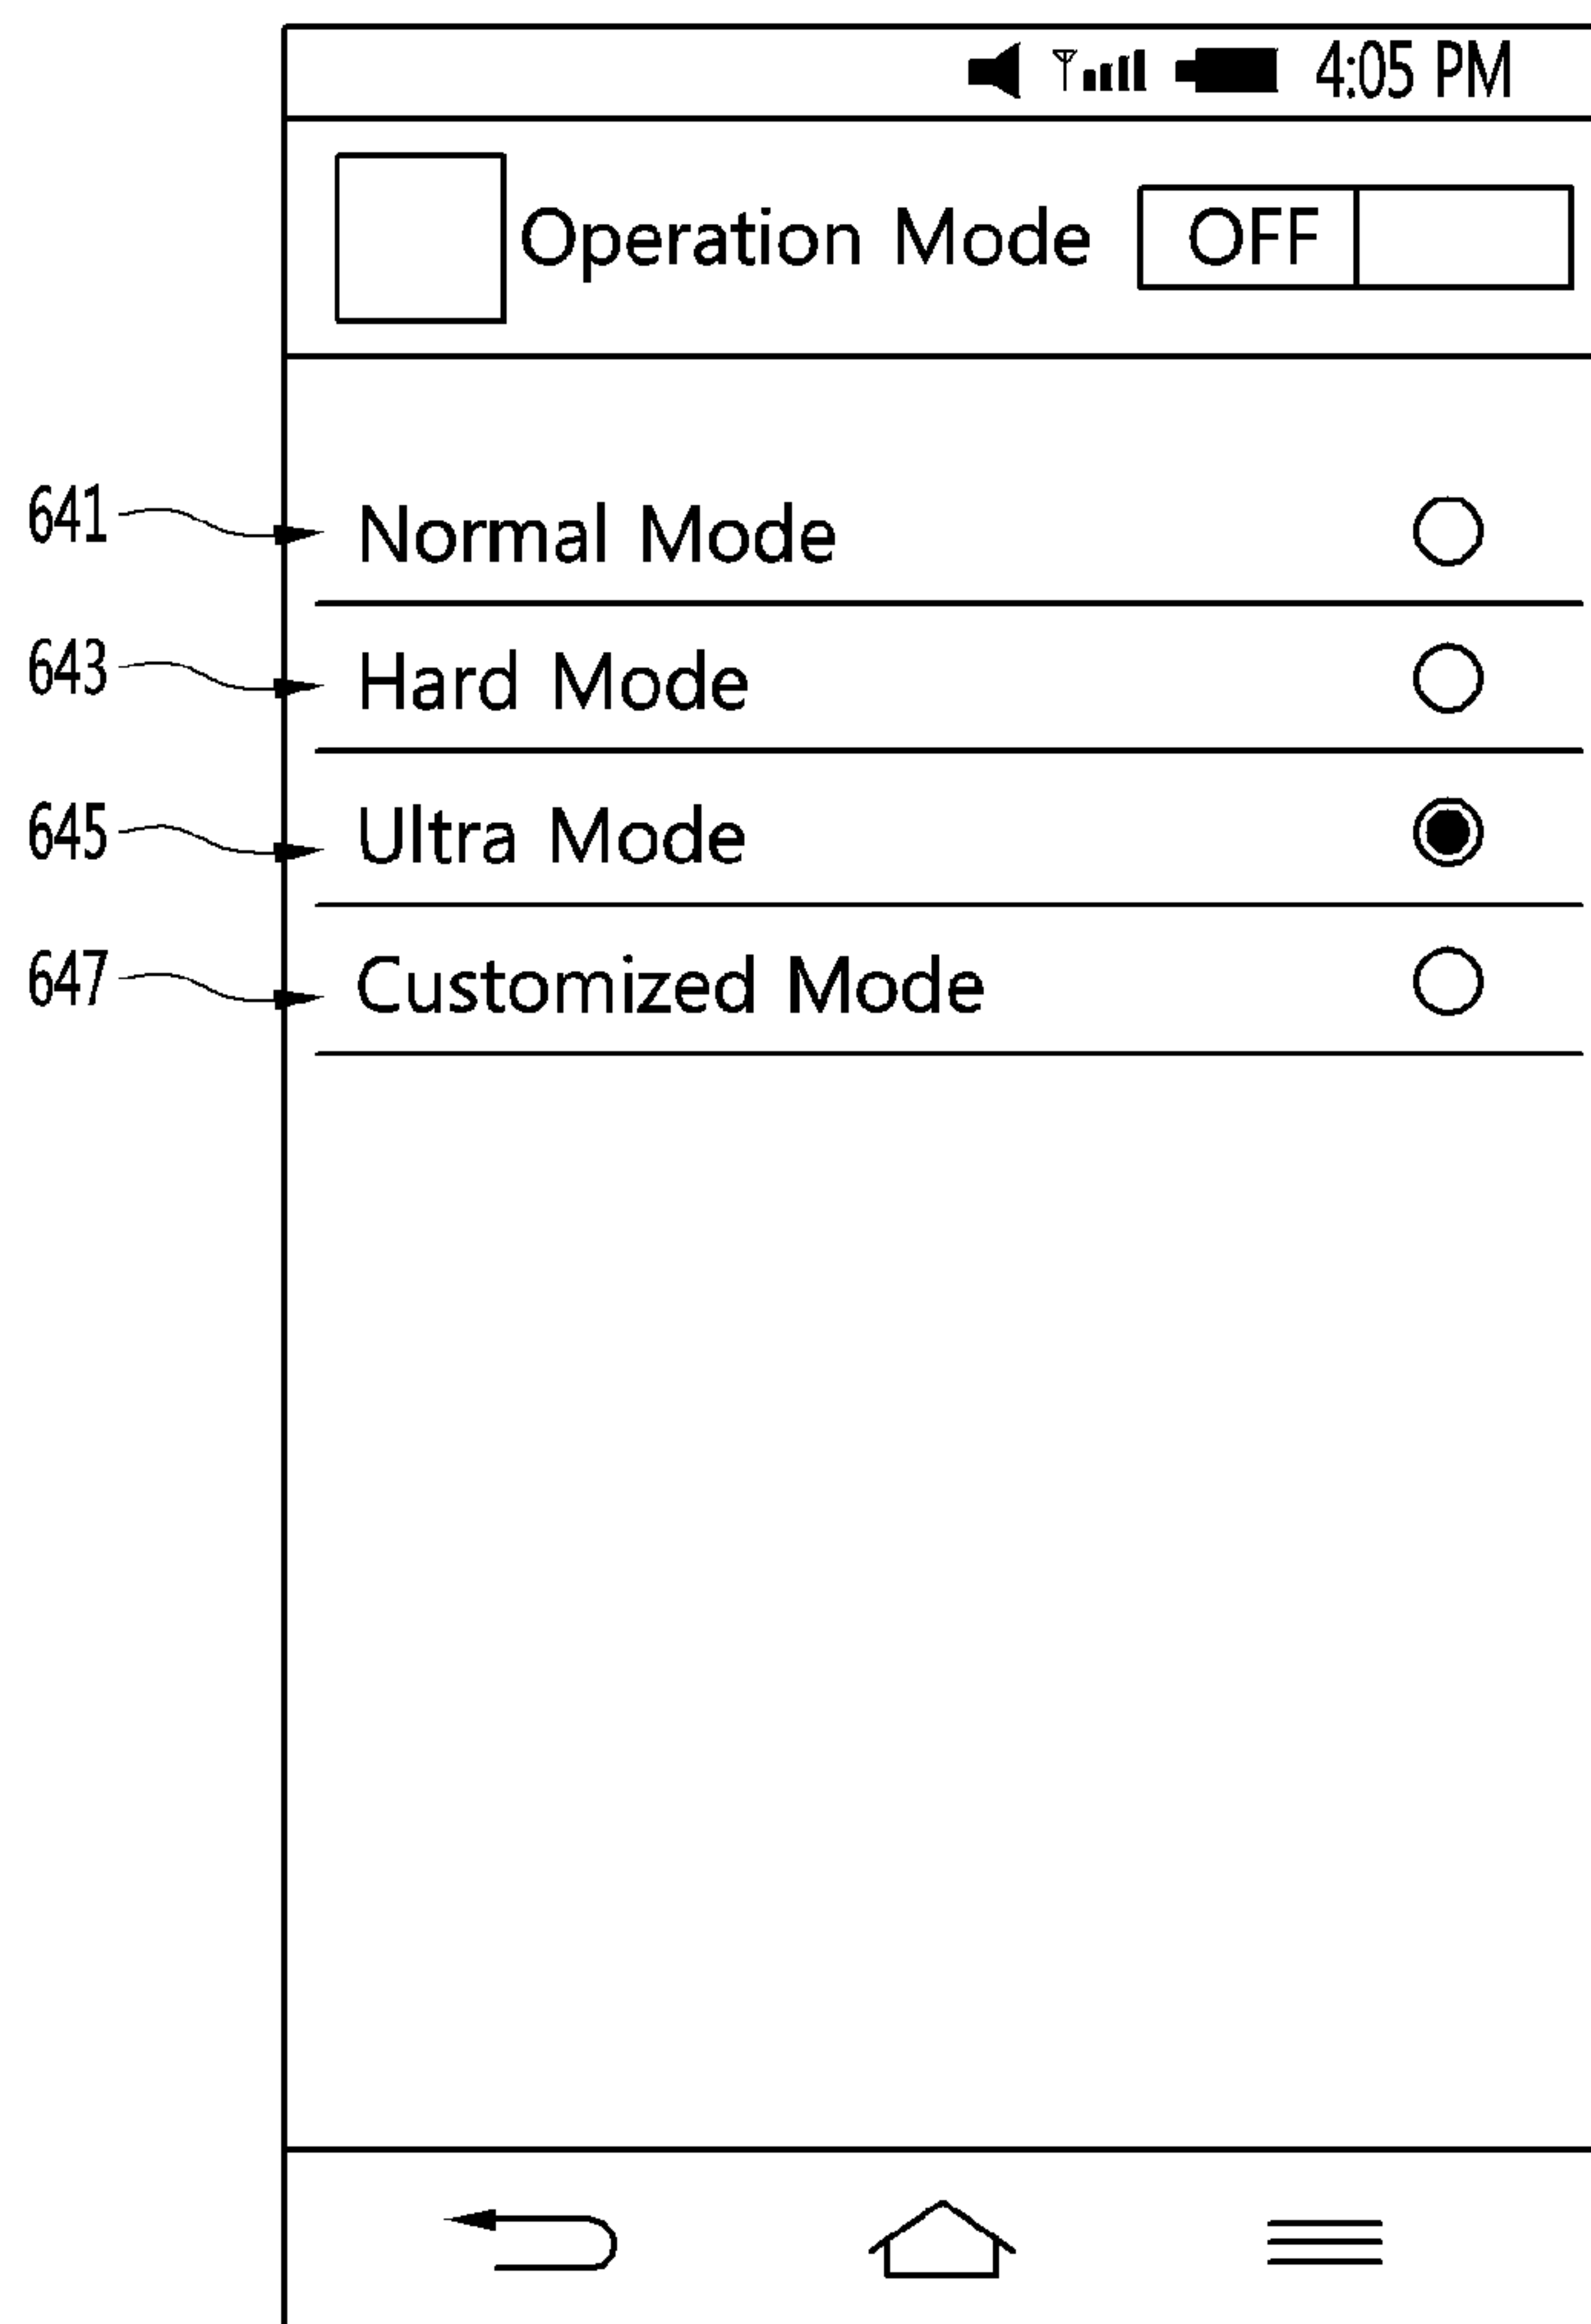 4:05 PM
Operation Mode OFF
641 Normal Mode
643 Hard Mode
645 Ultra Mode
647 Customized Mode